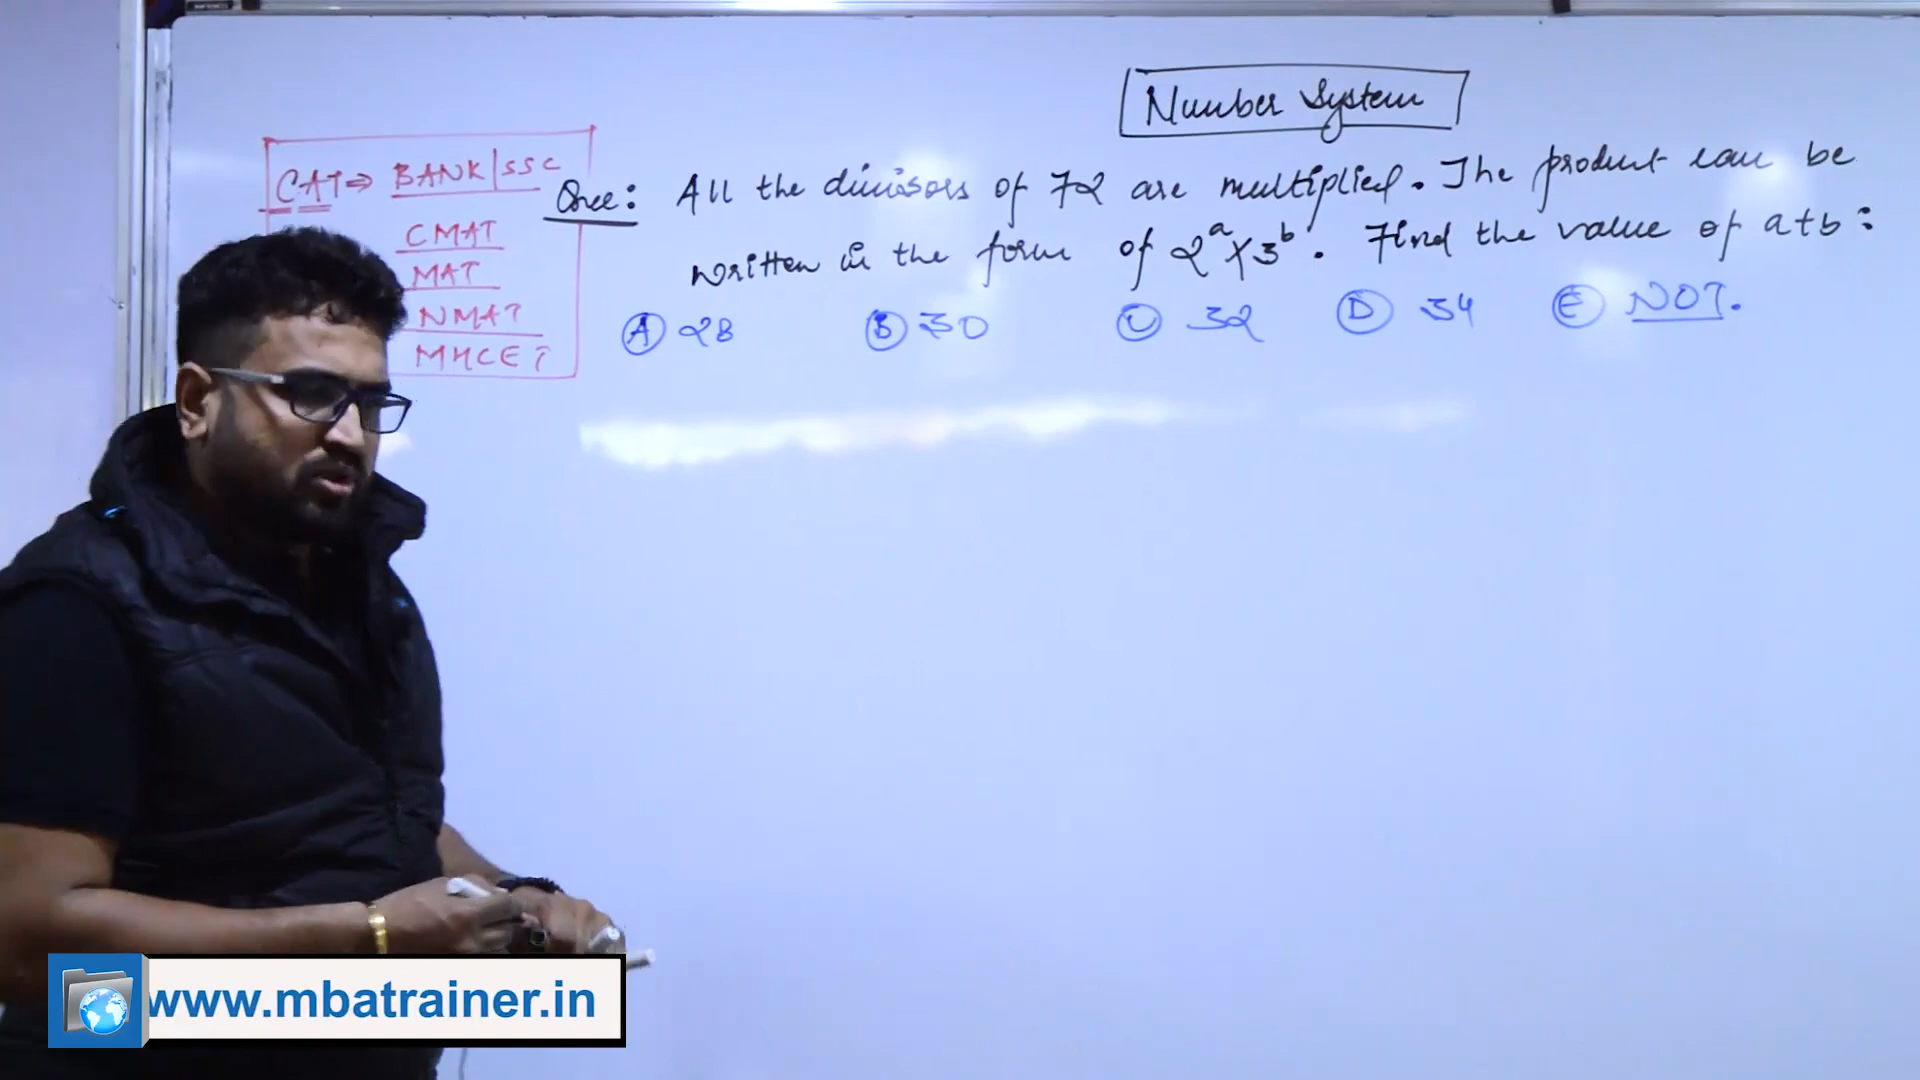 Number System
CAT ⇒ BANK|SSC
CMAT
MAT
NMAT
MHCET
Que: All the divisors of 72 are multiplied. The product can be
written in the form of 2^a x 3^b. Find the value of a+b:
(A) 28 (B) 30 (C) 32 (D) 34 (E) NOT.
www.mbatrainer.in